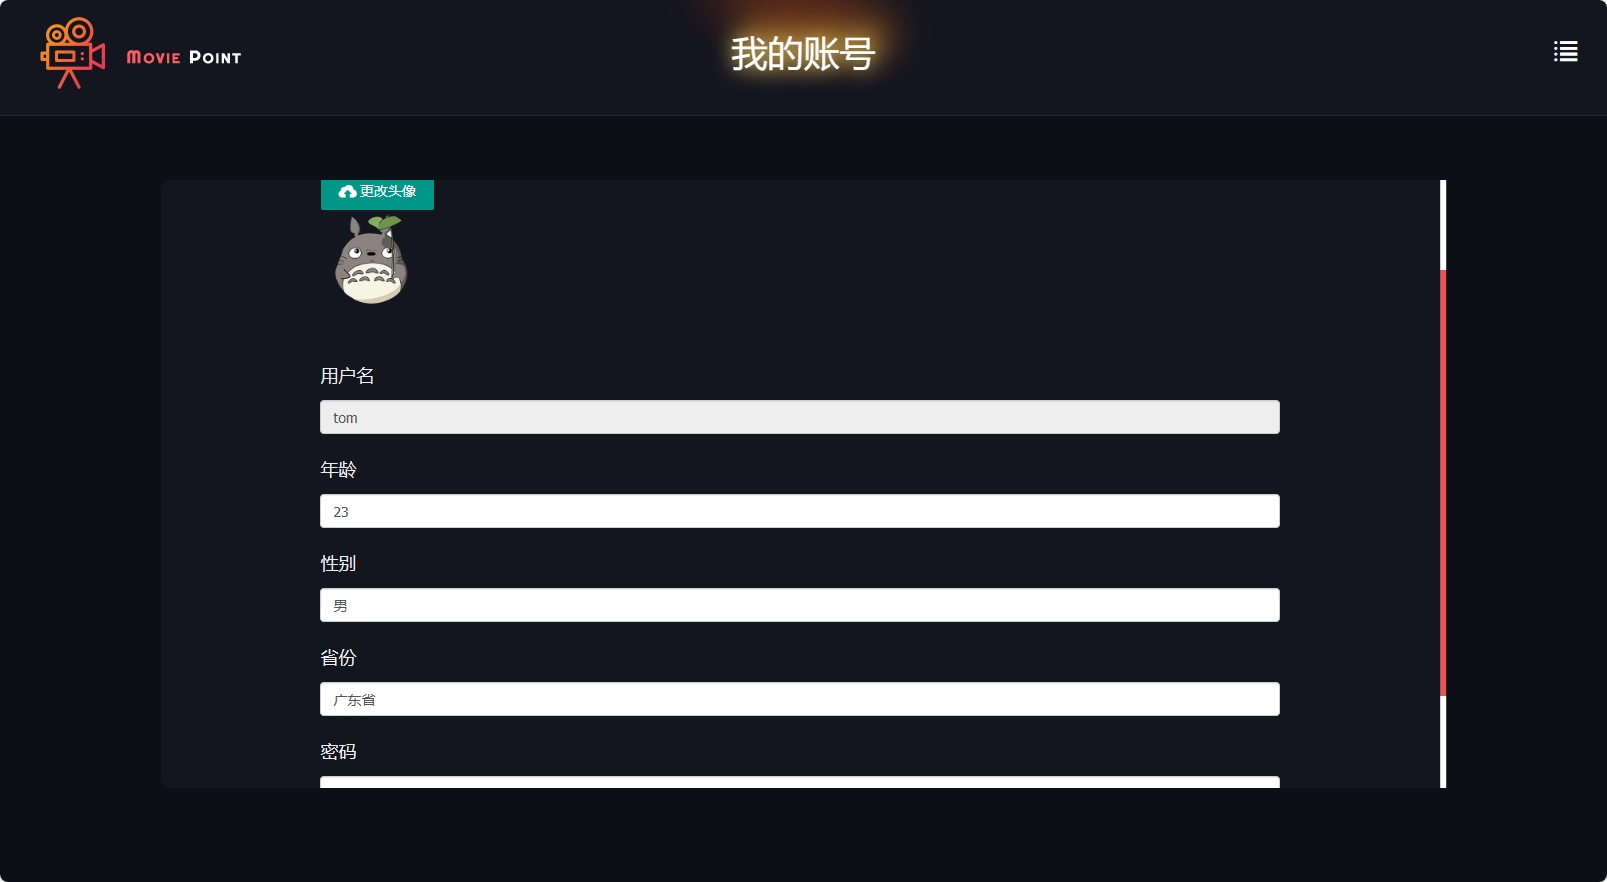 Movie Point
我的账号
更改头像
用户名
tom
年龄
23
性别
男
省份
广东省
密码